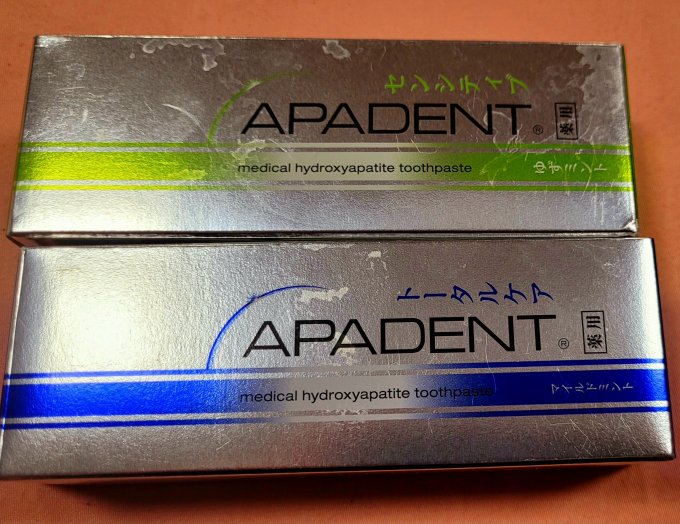 センシティブ
APADENT® 薬用
medical hydroxyapatite toothpaste
ゆずミント
トータルケア
APADENT® 薬用
medical hydroxyapatite toothpaste
マイルドミント